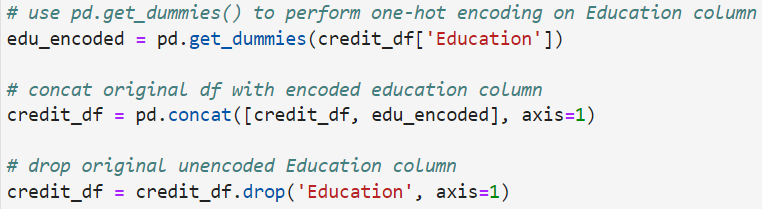 # use pd.get_dummies() to perform one-hot encoding on Education column
edu_encoded = pd.get_dummies(credit_df['Education'])
# concat original df with encoded education column
credit_df = pd.concat([credit_df, edu_encoded], axis=1)
# drop original unencoded Education column
credit_df = credit_df.drop('Education', axis=1)